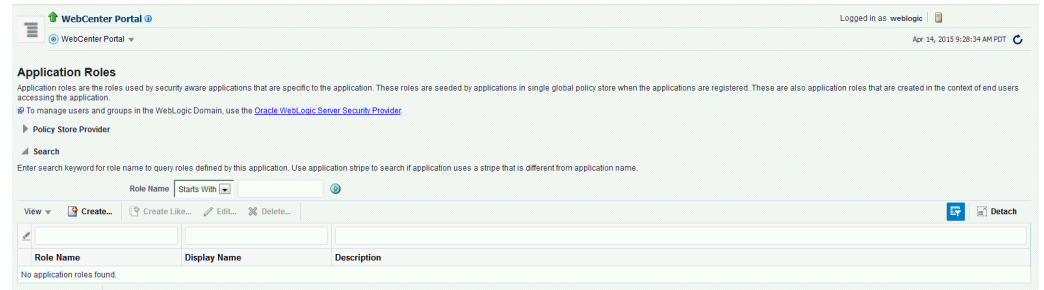 WebCenter Portal
Logged in as weblogic
WebCenter Portal
Apr 14, 2015 9:28:34 AM PDT
Application Roles
Application roles are the roles used by security aware applications that are specific to the application. These roles are seeded by applications in single global policy store when the applications are registered. These are also application roles that are created in the context of end users
accessing the application.
To manage users and groups in the WebLogic Domain, use the Oracle WebLogic Server Security Provider.
Policy Store Provider
Search
Enter search keyword for role name to query roles defined by this application. Use application stripe to search if application uses a stripe that is different from application name.
Role Name Starts With
View Create... Create Like... Edit... Delete... Detach
Role Name Display Name Description
No application roles found.